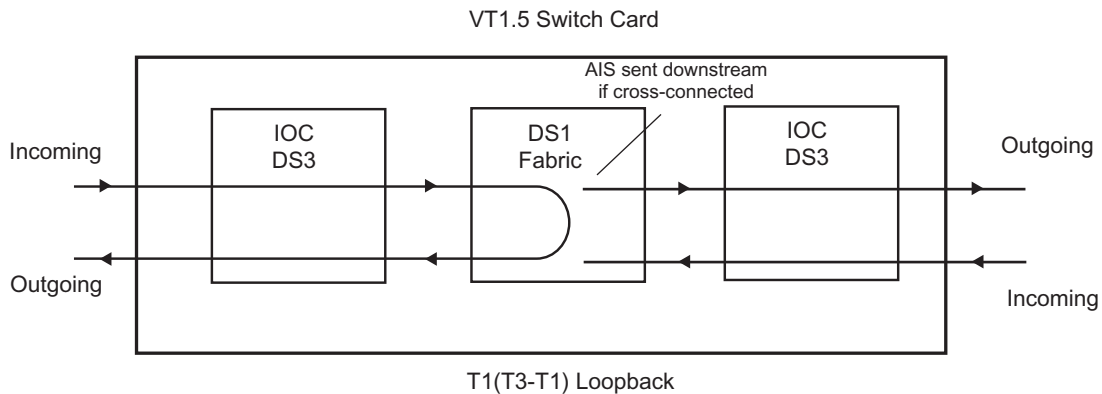 VT1.5 Switch Card
AIS sent downstream
if cross-connected
IOC
DS3
DS1
Fabric
IOC
DS3
Incoming
Outgoing
Outgoing
Incoming
T1(T3-T1) Loopback